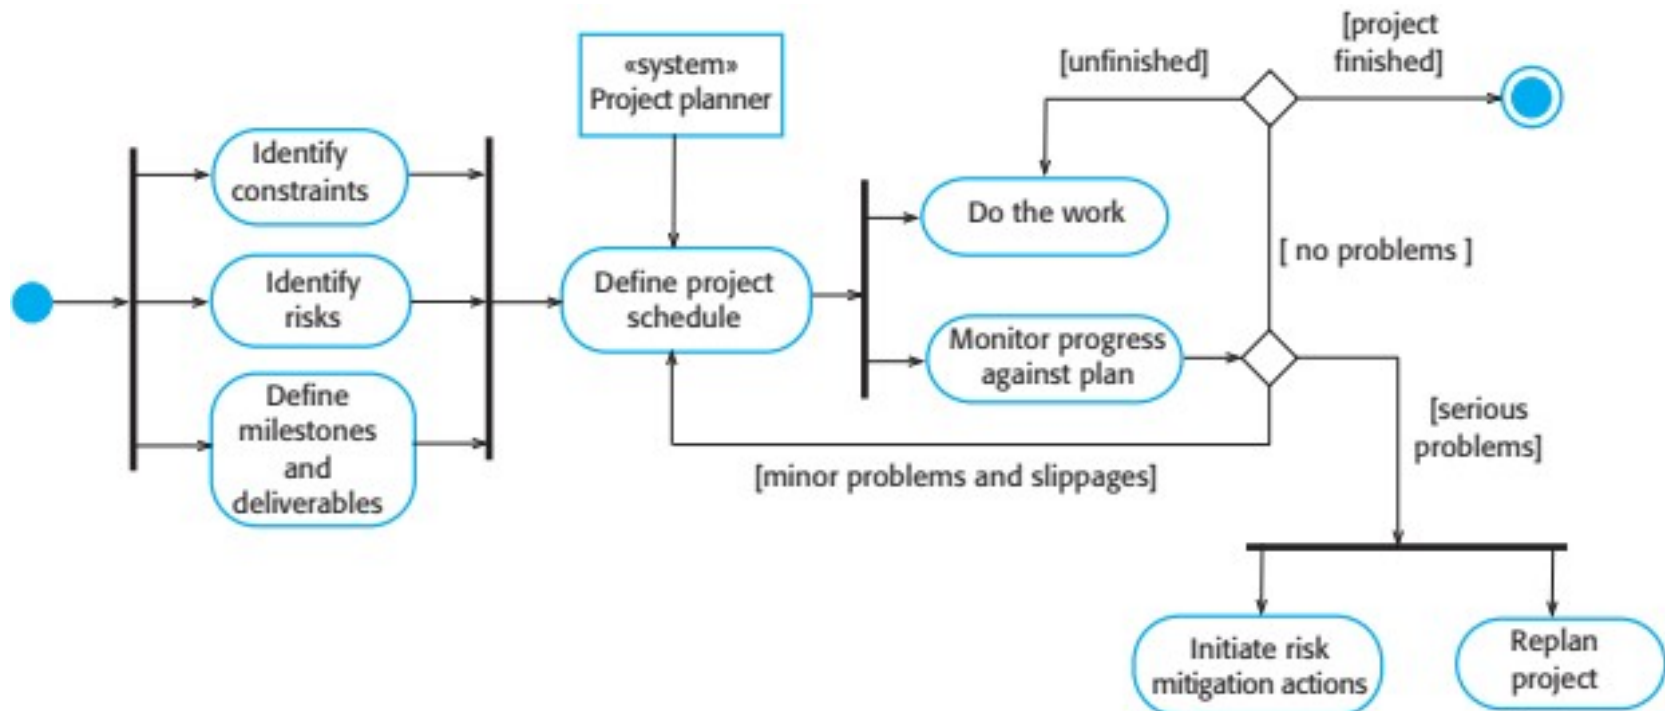 Identify
constraints
Identify
risks
Define
milestones
and
deliverables
«system»
Project planner
Define project
schedule
[unfinished]
[project
finished]
Do the work
[ no problems ]
Monitor progress
against plan
[serious
problems]
[minor problems and slippages]
Initiate risk
mitigation actions
Replan
project